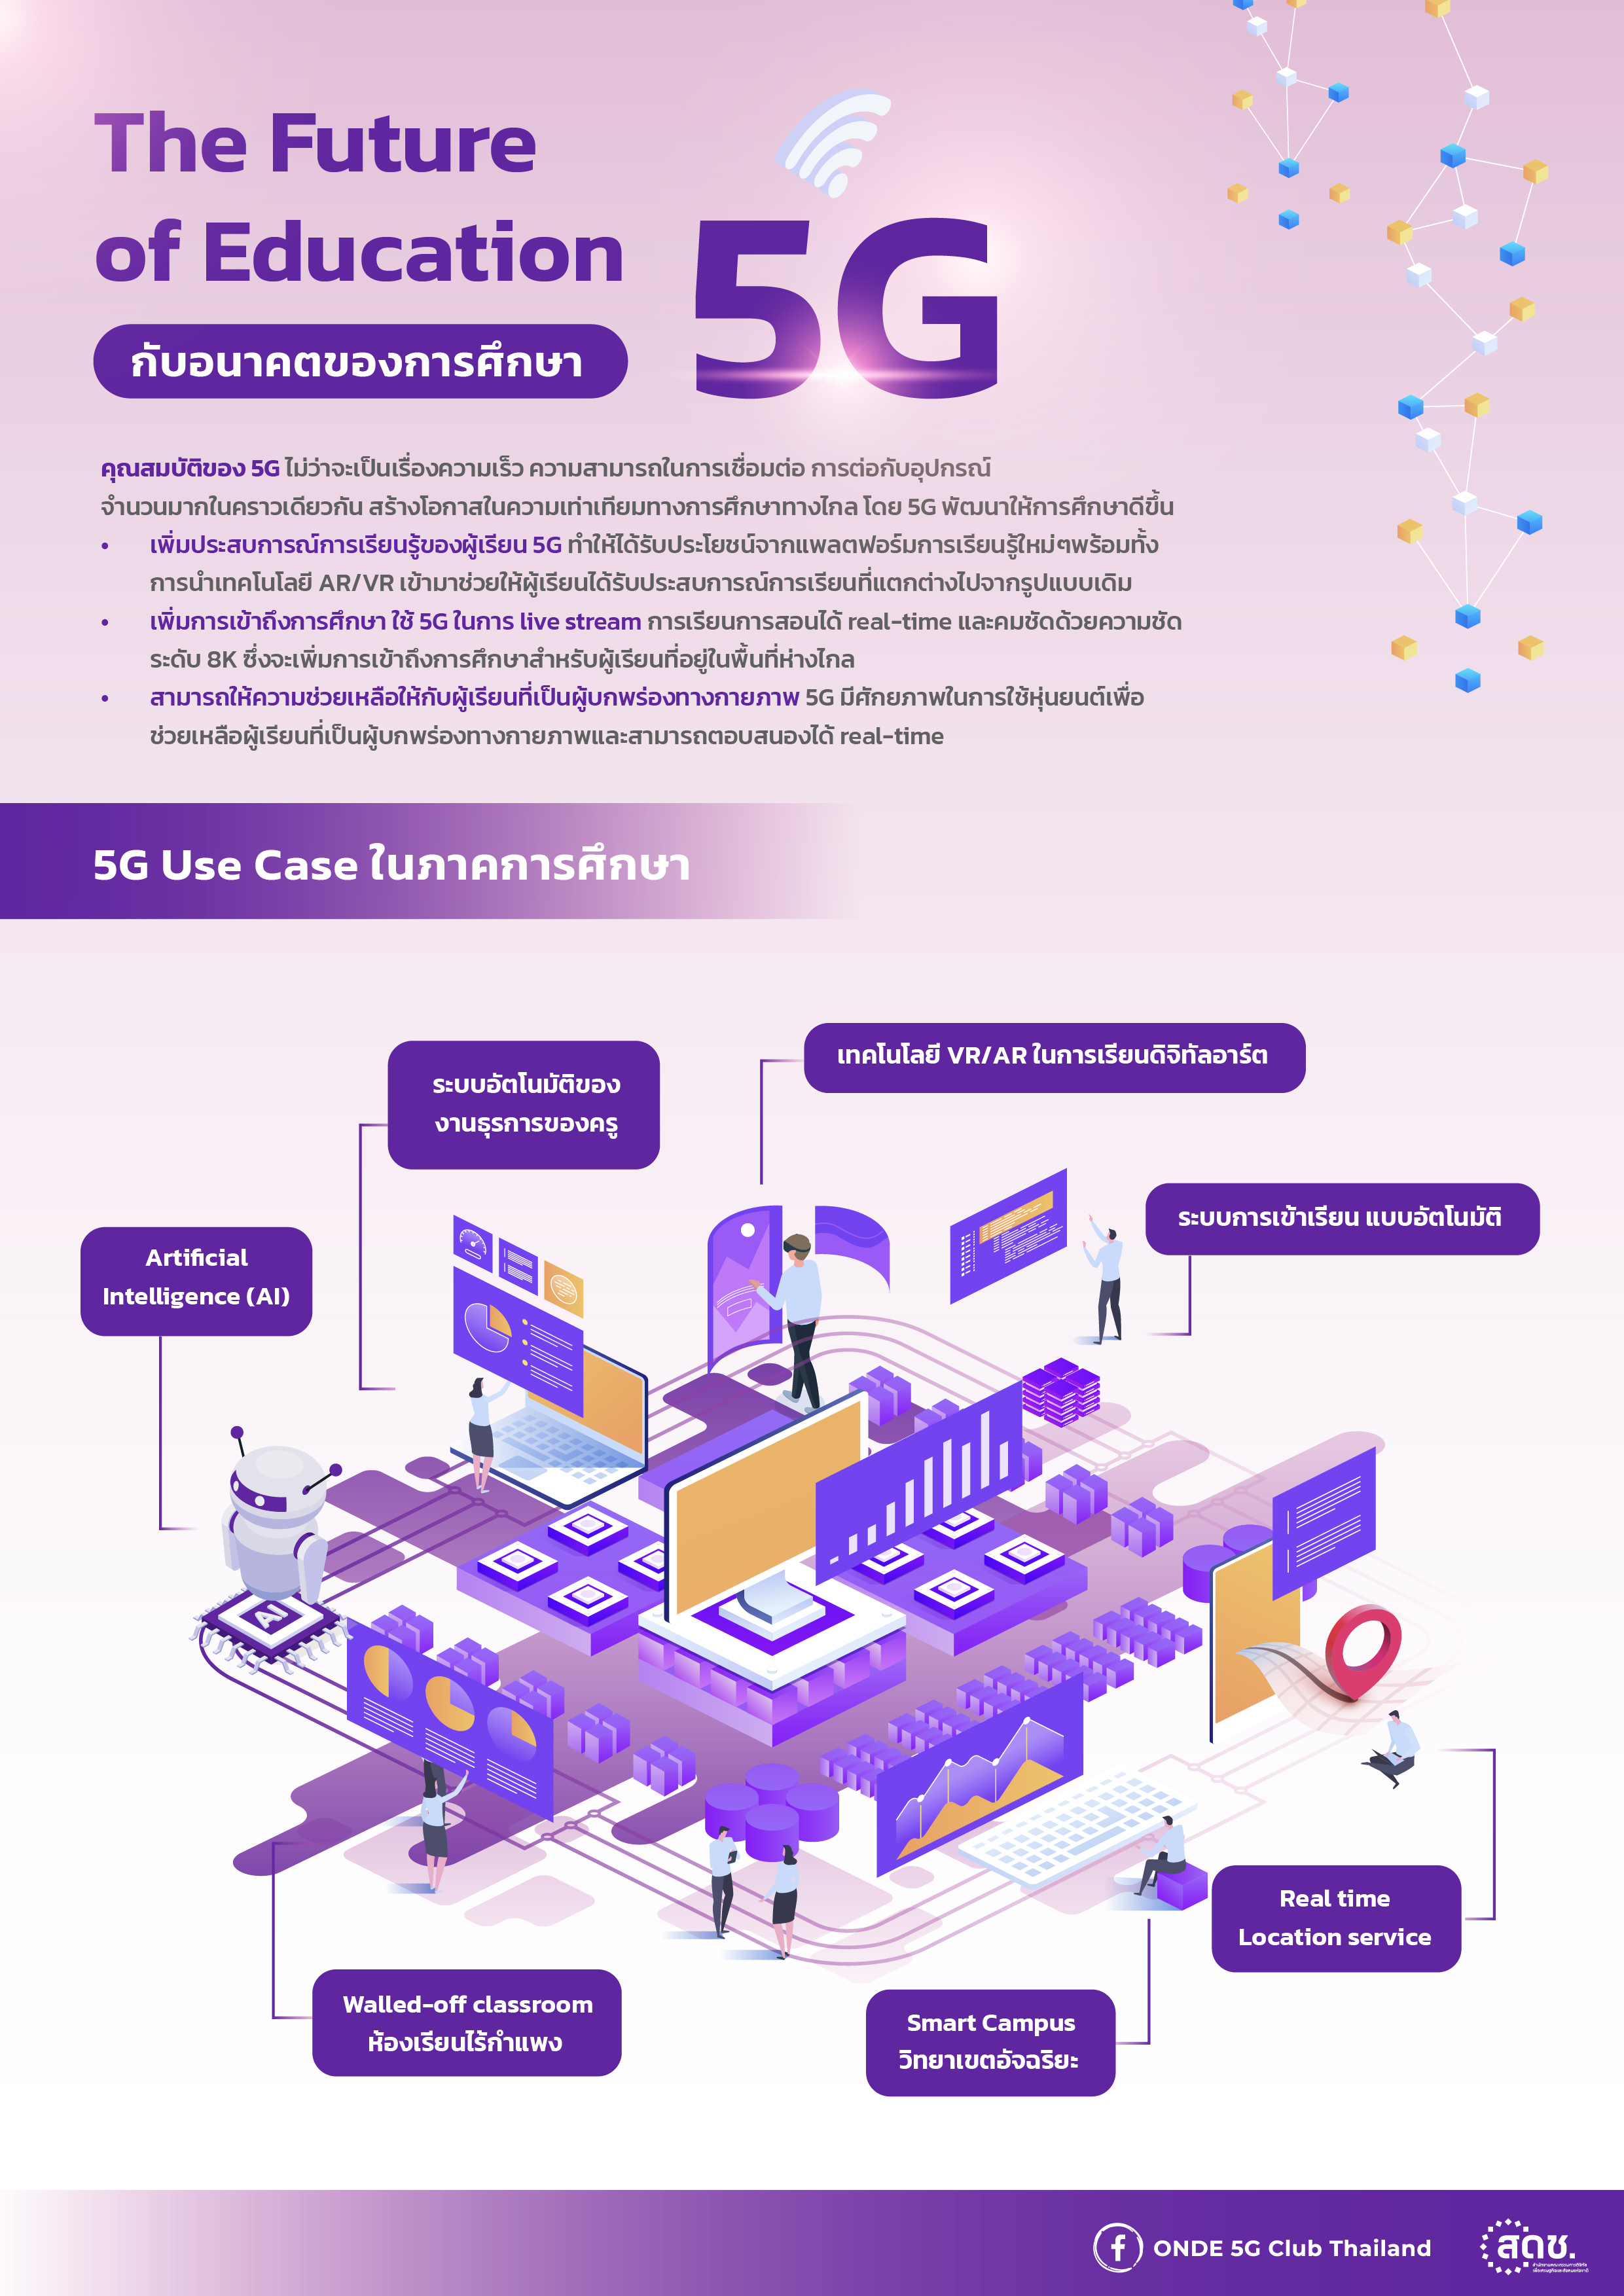 The Future
of Education
5G
กับอนาคตของการศึกษา
คุณสมบัติของ 5G ไม่ว่าจะเป็นเรื่องความเร็ว ความสามารถในการเชื่อมต่อ การต่อกับอุปกรณ์
จำนวนมากในคราวเดียวกัน สร้างโอกาสในความเท่าเทียมทางการศึกษาทางไกล โดย 5G พัฒนาให้การศึกษาดีขึ้น
• เพิ่มประสบการณ์การเรียนรู้ของผู้เรียน 5G ทำให้ได้รับประโยชน์จากแพลตฟอร์มการเรียนรู้ใหม่ๆพร้อมทั้ง
การนำเทคโนโลยี AR/VR เข้ามาช่วยให้ผู้เรียนได้รับประสบการณ์การเรียนที่แตกต่างไปจากรูปแบบเดิม
• เพิ่มการเข้าถึงการศึกษา ใช้ 5G ในการ live stream การเรียนการสอนได้ real-time และคมชัดด้วยความชัด
ระดับ 8K ซึ่งจะเพิ่มการเข้าถึงการศึกษาสำหรับผู้เรียนที่อยู่ในพื้นที่ห่างไกล
• สามารถให้ความช่วยเหลือให้กับผู้เรียนที่เป็นผู้บกพร่องทางกายภาพ 5G มีศักยภาพในการใช้หุ่นยนต์เพื่อ
ช่วยเหลือผู้เรียนที่เป็นผู้บกพร่องทางกายภาพและสามารถตอบสนองได้ real-time
5G Use Case ในภาคการศึกษา
เทคโนโลยี VR/AR ในการเรียนดิจิทัลอาร์ต
ระบบอัตโนมัติของ
งานธุรการของครู
ระบบการเข้าเรียน แบบอัตโนมัติ
Artificial
Intelligence (AI)
AI
Real time
Location service
Walled-off classroom
ห้องเรียนไร้กำแพง
Smart Campus
วิทยาเขตอัจฉริยะ
ONDE 5G Club Thailand
สดช.